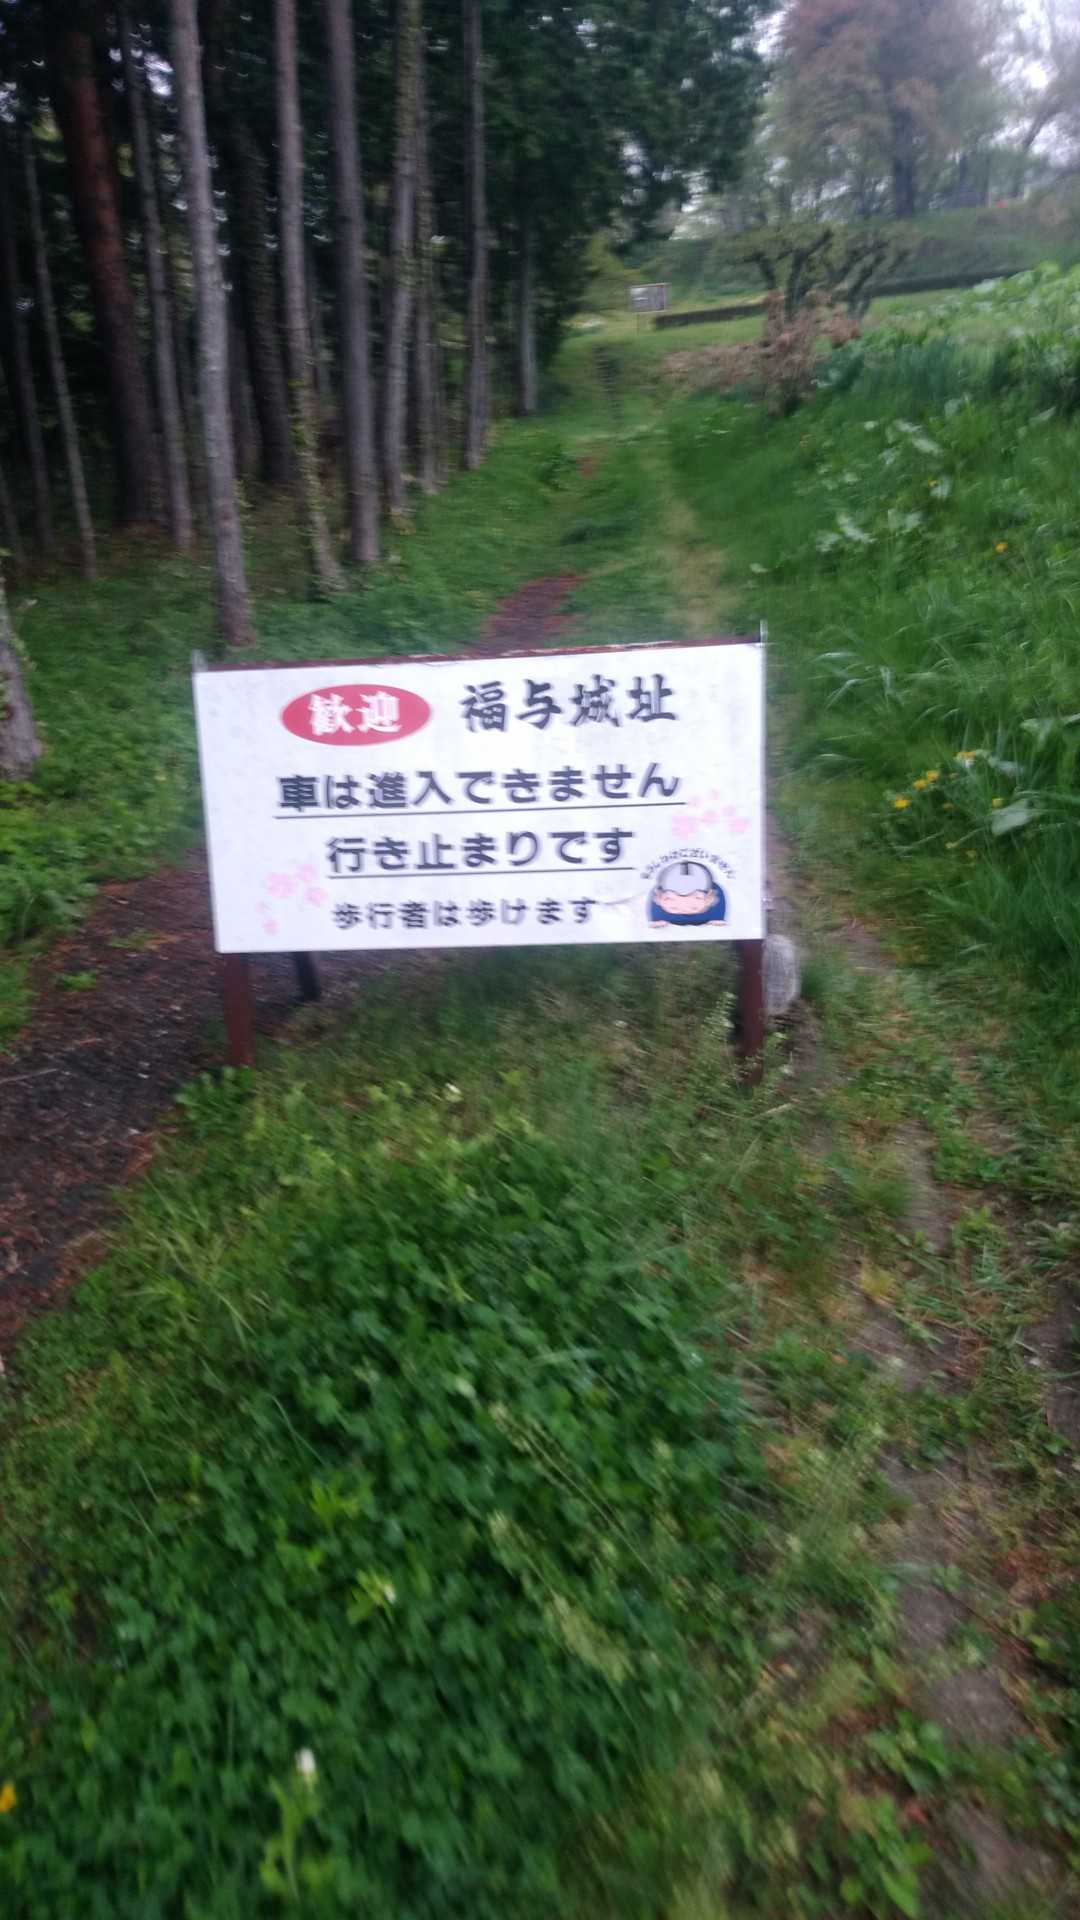 歓迎 福与城址
車は進入できません
行き止まりです
歩行者は歩けます